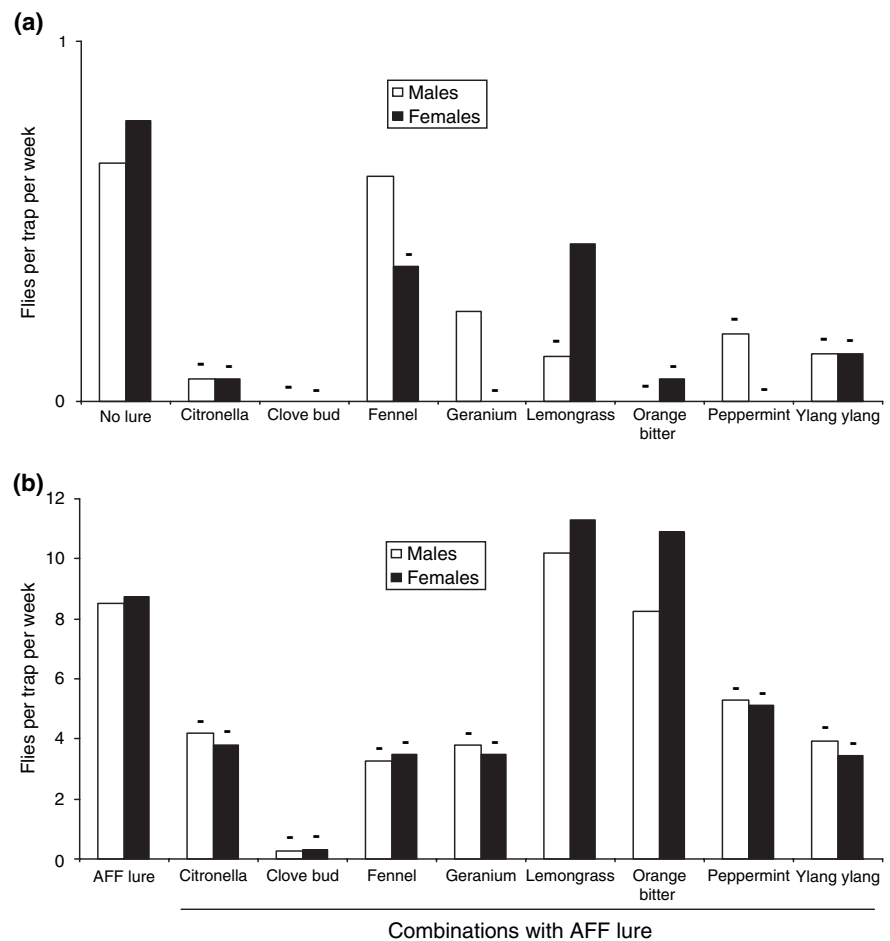 (a)
1
Males
Females
Flies per trap per week
0
No lure Citronella Clove bud Fennel Geranium Lemongrass Orange bitter Peppermint Ylang ylang
(b)
12
10
8
6
4
2
0
Males
Females
Flies per trap per week
AFF lure Citronella Clove bud Fennel Geranium Lemongrass Orange bitter Peppermint Ylang ylang
Combinations with AFF lure